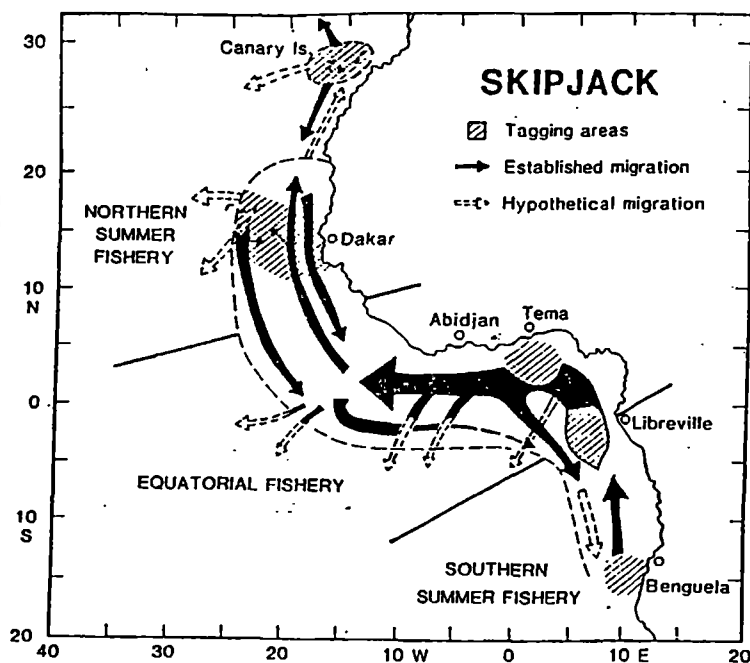 30
Canary Is.
SKIPJACK
Tagging areas
Established migration
Hypothetical migration
20
NORTHERN
SUMMER
FISHERY
Dakar
10
N
Abidjan
Tema
0
Libreville
EQUATORIAL FISHERY
10
S
SOUTHERN
SUMMER FISHERY
Benguela
20
40 30 20 10 W 0 10 E 20